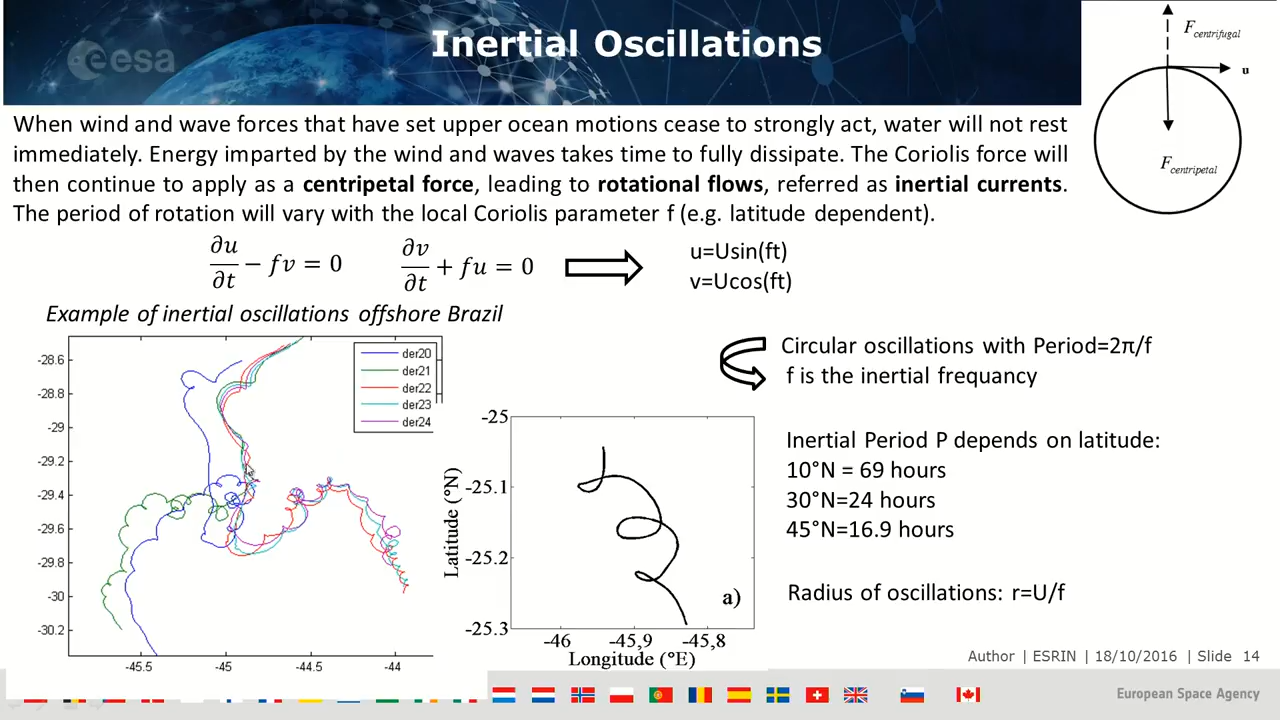 esa
Inertial Oscillations
F centrifugal
u
F centripetal
When wind and wave forces that have set upper ocean motions cease to strongly act, water will not rest
immediately. Energy imparted by the wind and waves takes time to fully dissipate. The Coriolis force will
then continue to apply as a centripetal force, leading to rotational flows, referred as inertial currents.
The period of rotation will vary with the local Coriolis parameter f (e.g. latitude dependent).
∂u/∂t − fv = 0
∂v/∂t + fu = 0
u=Usin(ft)
v=Ucos(ft)
Example of inertial oscillations offshore Brazil
-28.6
-28.8
-29
-29.2
-29.4
-29.6
-29.8
-30
-30.2
-45.5
-45
-44.5
-44
der20
der21
der22
der23
der24
-25
-25.1
-25.2
-25.3
Latitude (°N)
a)
-46
-45,9
-45,8
Longitude (°E)
Circular oscillations with Period=2π/f
f is the inertial frequancy
Inertial Period P depends on latitude:
10°N = 69 hours
30°N=24 hours
45°N=16.9 hours
Radius of oscillations: r=U/f
Author | ESRIN | 18/10/2016 | Slide 14
European Space Agency